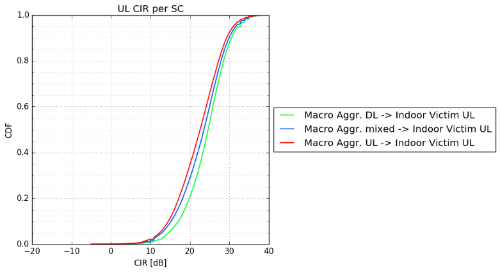 UL CIR per SC
1.0
0.8
0.6
0.4
0.2
0.0
CDF
−20
−10
0
10
20
30
40
CIR [dB]
Macro Aggr. DL -> Indoor Victim UL
Macro Aggr. mixed -> Indoor Victim UL
Macro Aggr. UL -> Indoor Victim UL